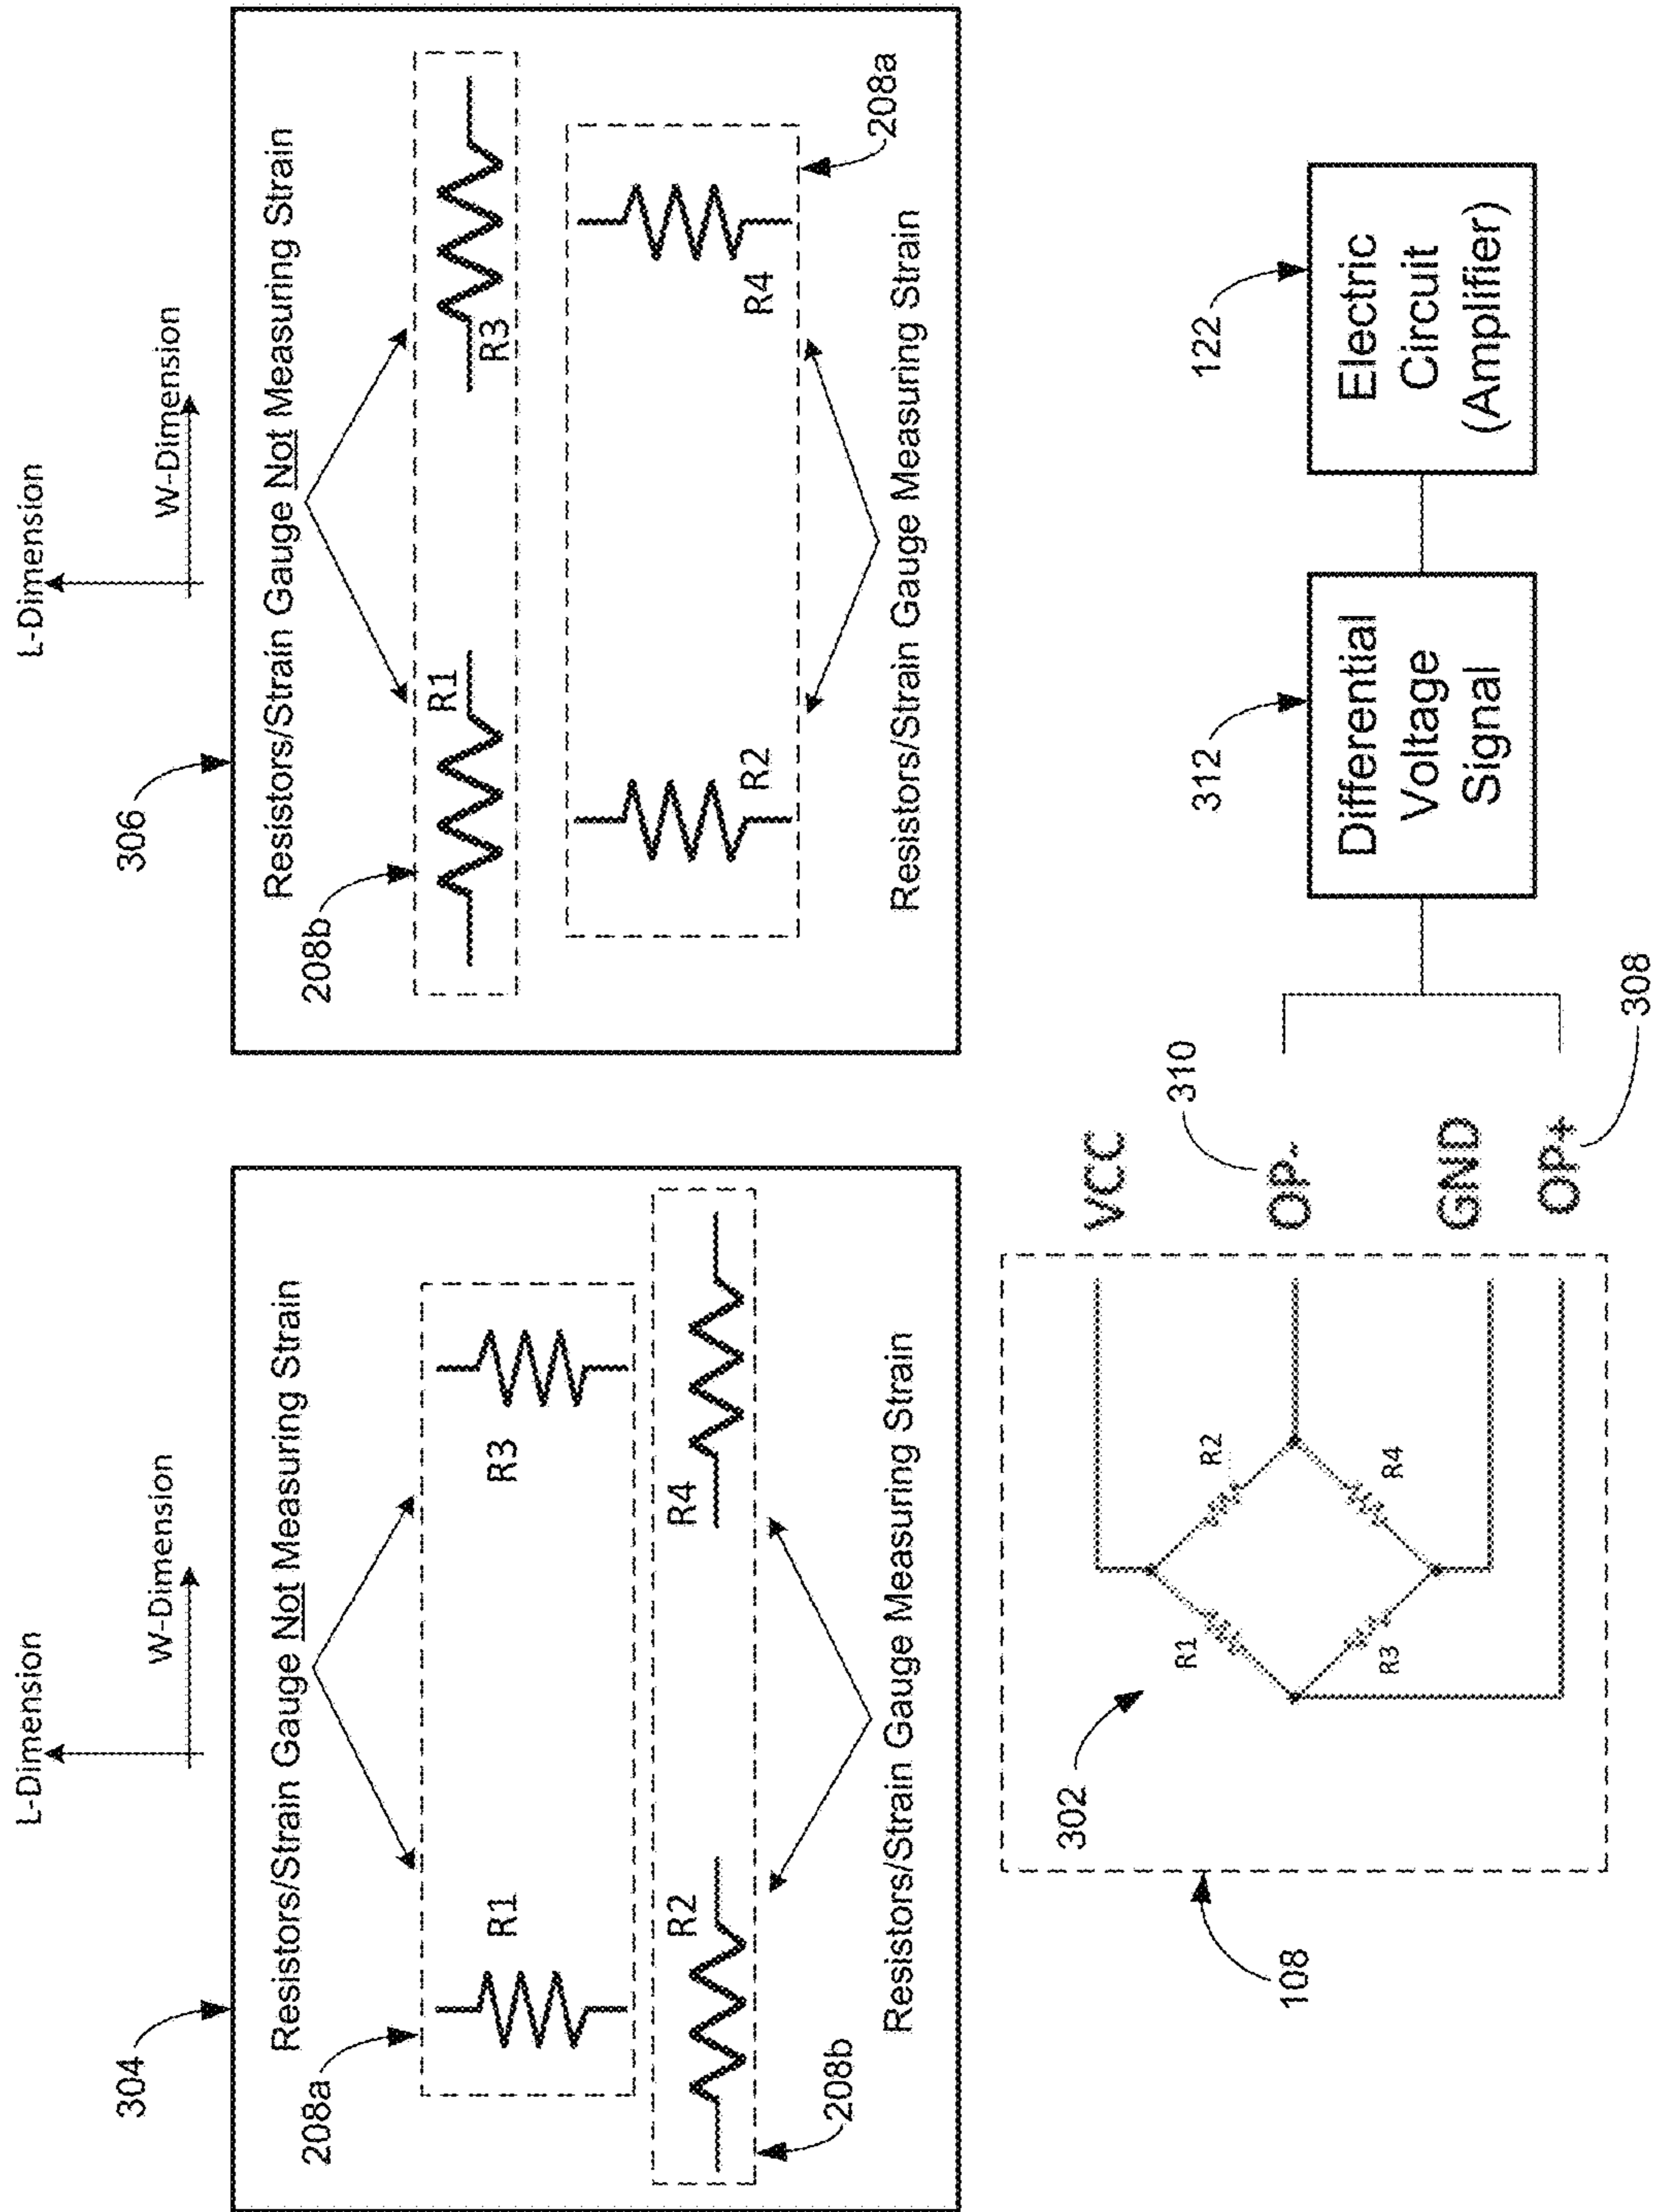 L-Dimension
W-Dimension
304
Resistors/Strain Gauge Not Measuring Strain
208a
R1
R3
R2
R4
208b
Resistors/Strain Gauge Measuring Strain
L-Dimension
W-Dimension
306
Resistors/Strain Gauge Not Measuring Strain
208b
R1
R3
R2
R4
208a
Resistors/Strain Gauge Measuring Strain
108
302
R1
R2
R3
R4
VCC
OP-
GND
OP+
310
308
312
Differential
Voltage
Signal
122
Electric
Circuit
(Amplifier)